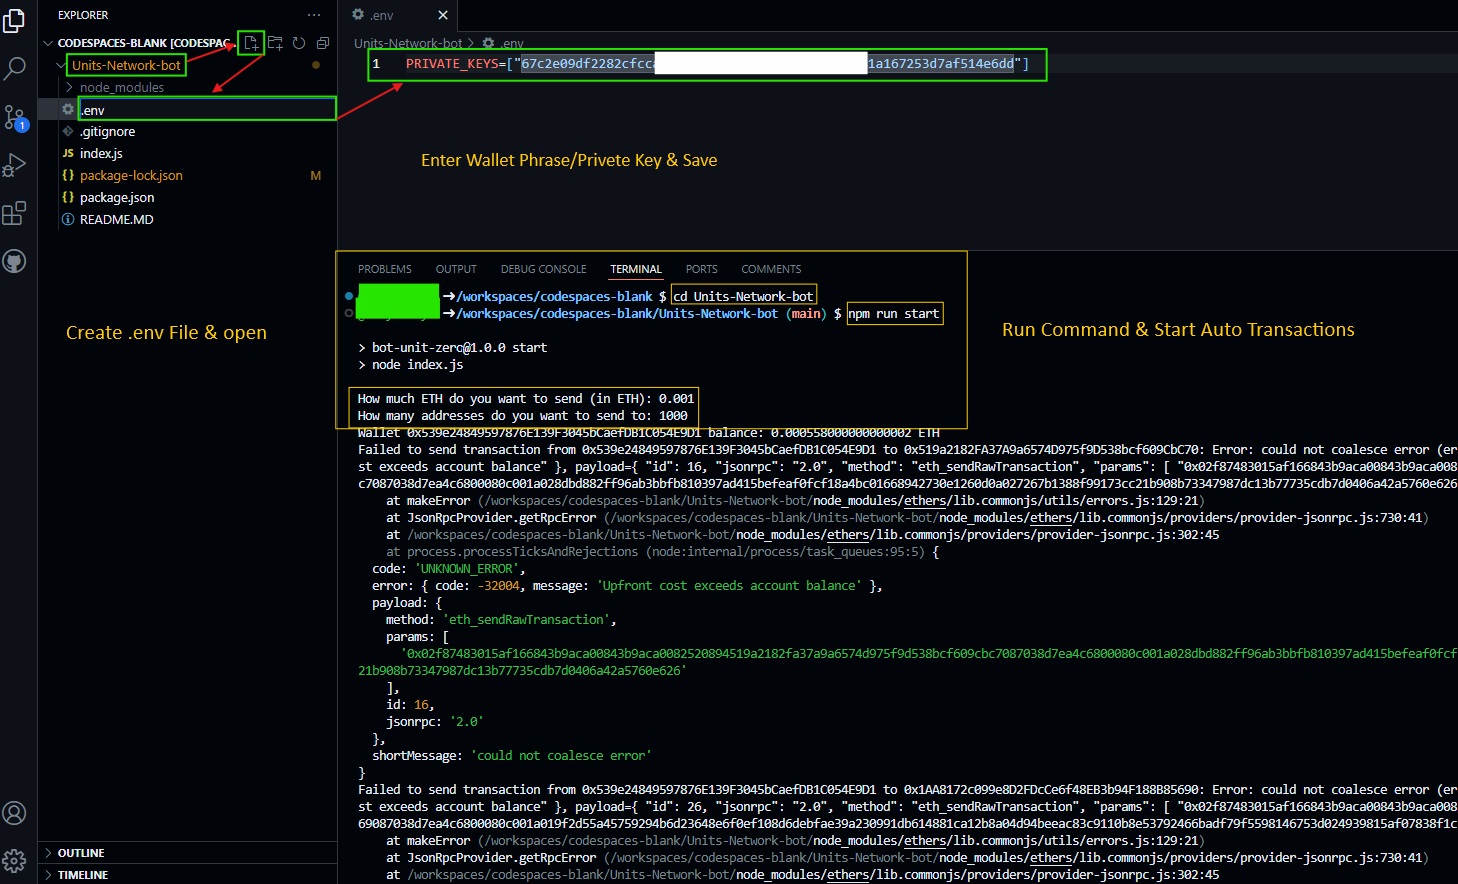 EXPLORER
CODESPACES-BLANK [CODESPAC...
Units-Network-bot
node_modules
.env
.gitignore
JS index.js
{} package-lock.json M
{} package.json
README.MD
1
Create .env File & open
OUTLINE
TIMELINE
.env
Units-Network-bot > .env
1 PRIVATE_KEYS=["67c2e09df2282cfcc 1a167253d7af514e6dd"]
Enter Wallet Phrase/Privete Key & Save
PROBLEMS OUTPUT DEBUG CONSOLE TERMINAL PORTS COMMENTS
➜/workspaces/codespaces-blank $ cd Units-Network-bot
➜/workspaces/codespaces-blank/Units-Network-bot (main) $ npm run start
Run Command & Start Auto Transactions
> bot-unit-zero@1.0.0 start
> node index.js
How much ETH do you want to send (in ETH): 0.001
How many addresses do you want to send to: 1000
Wallet 0x539e24849597876E139F3045bCaefDB1C054E9D1 balance: 0.000558000000000002 ETH
Failed to send transaction from 0x539e24849597876E139F3045bCaefDB1C054E9D1 to 0x519a2182FA37A9a6574D975f9D538bcf609CbC70: Error: could not coalesce error (er
st exceeds account balance" }, payload={ "id": 16, "jsonrpc": "2.0", "method": "eth_sendRawTransaction", "params": [ "0x02f87483015af166843b9aca00843b9aca008
c7087038d7ea4c6800080c001a028dbd882ff96ab3bbfb810397ad415befeaf0fcf18a4bc01668942730e1260d0a027267b1388f99173cc21b908b73347987dc13b77735cdb7d0406a42a5760e626
at makeError (/workspaces/codespaces-blank/Units-Network-bot/node_modules/ethers/lib.commonjs/utils/errors.js:129:21)
at JsonRpcProvider.getRpcError (/workspaces/codespaces-blank/Units-Network-bot/node_modules/ethers/lib.commonjs/providers/provider-jsonrpc.js:730:41)
at /workspaces/codespaces-blank/Units-Network-bot/node_modules/ethers/lib.commonjs/providers/provider-jsonrpc.js:302:45
at process.processTicksAndRejections (node:internal/process/task_queues:95:5) {
code: 'UNKNOWN_ERROR',
error: { code: -32004, message: 'Upfront cost exceeds account balance' },
payload: {
method: 'eth_sendRawTransaction',
params: [
'0x02f87483015af166843b9aca00843b9aca0082520894519a2182fa37a9a6574d975f9d538bcf609cbc7087038d7ea4c6800080c001a028dbd882ff96ab3bbfb810397ad415befeaf0fcf
21b908b73347987dc13b77735cdb7d0406a42a5760e626'
],
id: 16,
jsonrpc: '2.0'
},
shortMessage: 'could not coalesce error'
}
Failed to send transaction from 0x539e24849597876E139F3045bCaefDB1C054E9D1 to 0x1AA8172c099e8D2FDcCe6f48EB3b94F188B85690: Error: could not coalesce error (er
st exceeds account balance" }, payload={ "id": 26, "jsonrpc": "2.0", "method": "eth_sendRawTransaction", "params": [ "0x02f87483015af166843b9aca00843b9aca008
69087038d7ea4c6800080c001a019f2d55a45759294b6d23648e6f0ef108d6debfae39a230991db614881ca12b8a04d94beeac83c9110b8e53792466badf79f5598146753d024939815af07838f1c
at makeError (/workspaces/codespaces-blank/Units-Network-bot/node_modules/ethers/lib.commonjs/utils/errors.js:129:21)
at JsonRpcProvider.getRpcError (/workspaces/codespaces-blank/Units-Network-bot/node_modules/ethers/lib.commonjs/providers/provider-jsonrpc.js:730:41)
at /workspaces/codespaces-blank/Units-Network-bot/node_modules/ethers/lib.commonjs/providers/provider-jsonrpc.js:302:45